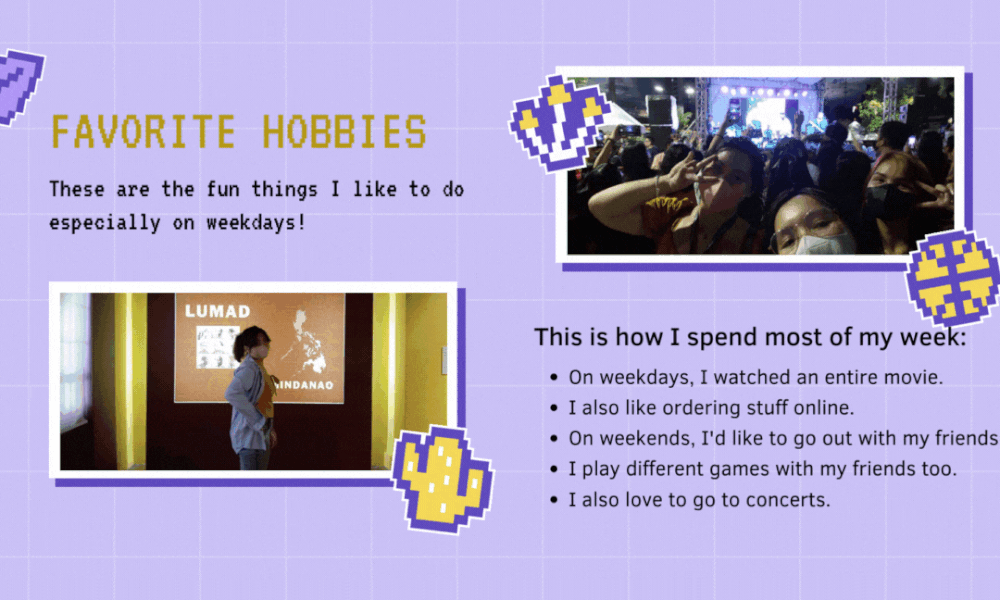 FAVORITE HOBBIES
These are the fun things I like to do
especially on weekdays!
LUMAD
MINDANAO
This is how I spend most of my week:
• On weekdays, I watched an entire movie.
• I also like ordering stuff online.
• On weekends, I'd like to go out with my friends
• I play different games with my friends too.
• I also love to go to concerts.